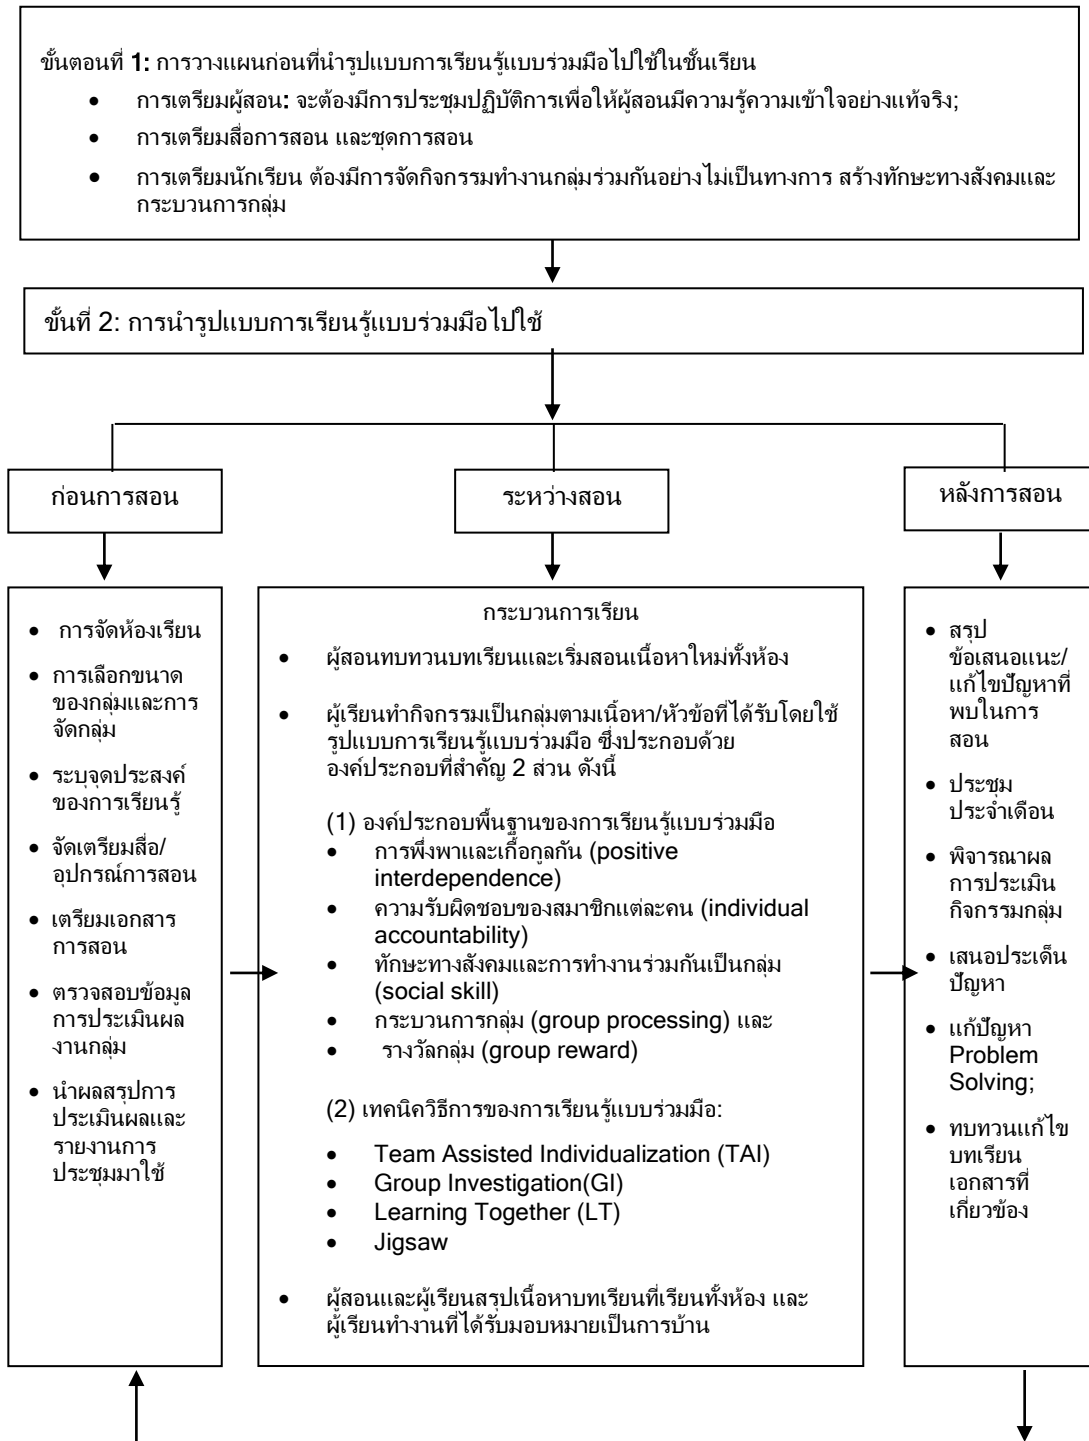 ขั้นตอนที่ 1: การวางแผนก่อนที่นำรูปแบบการเรียนรู้แบบร่วมมือไปใช้ในชั้นเรียน
• การเตรียมผู้สอน: จะต้องมีการประชุมปฏิบัติการเพื่อให้ผู้สอนมีความรู้ความเข้าใจอย่างแท้จริง;
• การเตรียมสื่อการสอน และชุดการสอน
• การเตรียมนักเรียน ต้องมีการจัดกิจกรรมทำงานกลุ่มร่วมกันอย่างไม่เป็นทางการ สร้างทักษะทางสังคมและ
กระบวนการกลุ่ม
ขั้นที่ 2: การนำรูปแบบการเรียนรู้แบบร่วมมือไปใช้
ก่อนการสอน
ระหว่างสอน
หลังการสอน
• การจัดห้องเรียน
• การเลือกขนาด
ของกลุ่มและการ
จัดกลุ่ม
• ระบุจุดประสงค์
ของการเรียนรู้
• จัดเตรียมสื่อ/
อุปกรณ์การสอน
• เตรียมเอกสาร
การสอน
• ตรวจสอบข้อมูล
การประเมินผล
งานกลุ่ม
• นำผลสรุปการ
ประเมินผลและ
รายงานการ
ประชุมมาใช้
กระบวนการเรียน
• ผู้สอนทบทวนบทเรียนและเริ่มสอนเนื้อหาใหม่ทั้งห้อง
• ผู้เรียนทำกิจกรรมเป็นกลุ่มตามเนื้อหา/หัวข้อที่ได้รับโดยใช้
รูปแบบการเรียนรู้แบบร่วมมือ ซึ่งประกอบด้วย
องค์ประกอบที่สำคัญ 2 ส่วน ดังนี้
(1) องค์ประกอบพื้นฐานของการเรียนรู้แบบร่วมมือ
• การพึ่งพาและเกื้อกูลกัน (positive
interdependence)
• ความรับผิดชอบของสมาชิกแต่ละคน (individual
accountability)
• ทักษะทางสังคมและการทำงานร่วมกันเป็นกลุ่ม
(social skill)
• กระบวนการกลุ่ม (group processing) และ
• รางวัลกลุ่ม (group reward)
(2) เทคนิควิธีการของการเรียนรู้แบบร่วมมือ:
• Team Assisted Individualization (TAI)
• Group Investigation(GI)
• Learning Together (LT)
• Jigsaw
• ผู้สอนและผู้เรียนสรุปเนื้อหาบทเรียนที่เรียนทั้งห้อง และ
ผู้เรียนทำงานที่ได้รับมอบหมายเป็นการบ้าน
• สรุป
ข้อเสนอแนะ/
แก้ไขปัญหาที่
พบในการ
สอน
• ประชุม
ประจำเดือน
• พิจารณาผล
การประเมิน
กิจกรรมกลุ่ม
• เสนอประเด็น
ปัญหา
• แก้ปัญหา
Problem
Solving;
• ทบทวนแก้ไข
บทเรียน
เอกสารที่
เกี่ยวข้อง